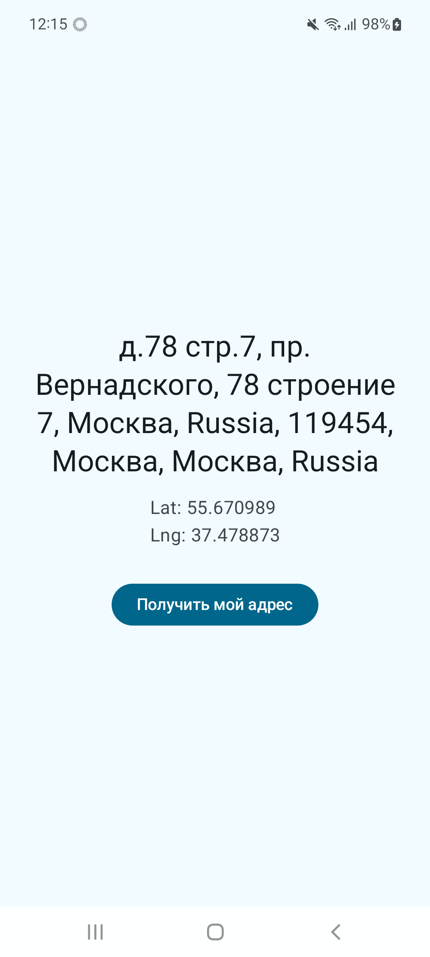 12:15
98%
д.78 стр.7, пр.
Вернадского, 78 строение
7, Москва, Russia, 119454,
Москва, Москва, Russia
Lat: 55.670989
Lng: 37.478873
Получить мой адрес